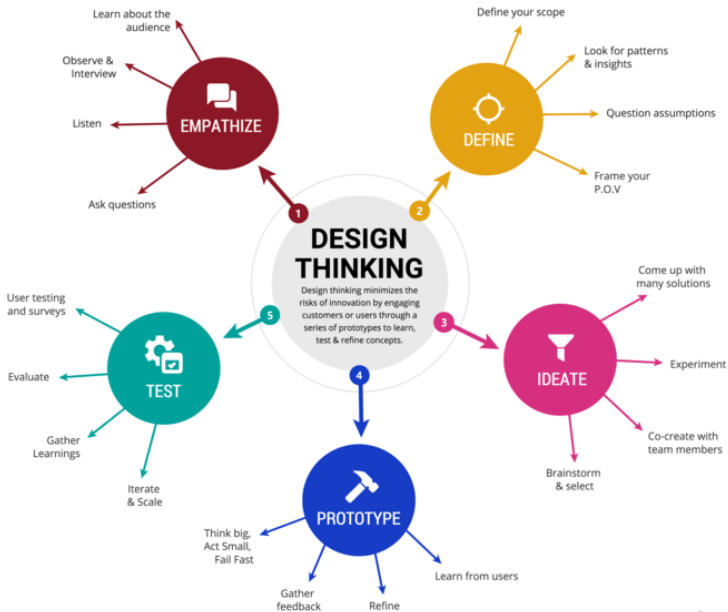 DESIGN
THINKING
Design thinking minimizes the
risks of innovation by engaging
customers or users through a
series of prototypes to learn,
test & refine concepts.
1
EMPATHIZE
Learn about the
audience
Observe &
Interview
Listen
Ask questions
2
DEFINE
Define your scope
Look for patterns
& insights
Question assumptions
Frame your
P.O.V
3
IDEATE
Come up with
many solutions
Experiment
Co-create with
team members
Brainstorm
& select
4
PROTOTYPE
Learn from users
Refine
Gather
feedback
Think big,
Act Small,
Fail Fast
5
TEST
User testing
and surveys
Evaluate
Gather
Learnings
Iterate
& Scale